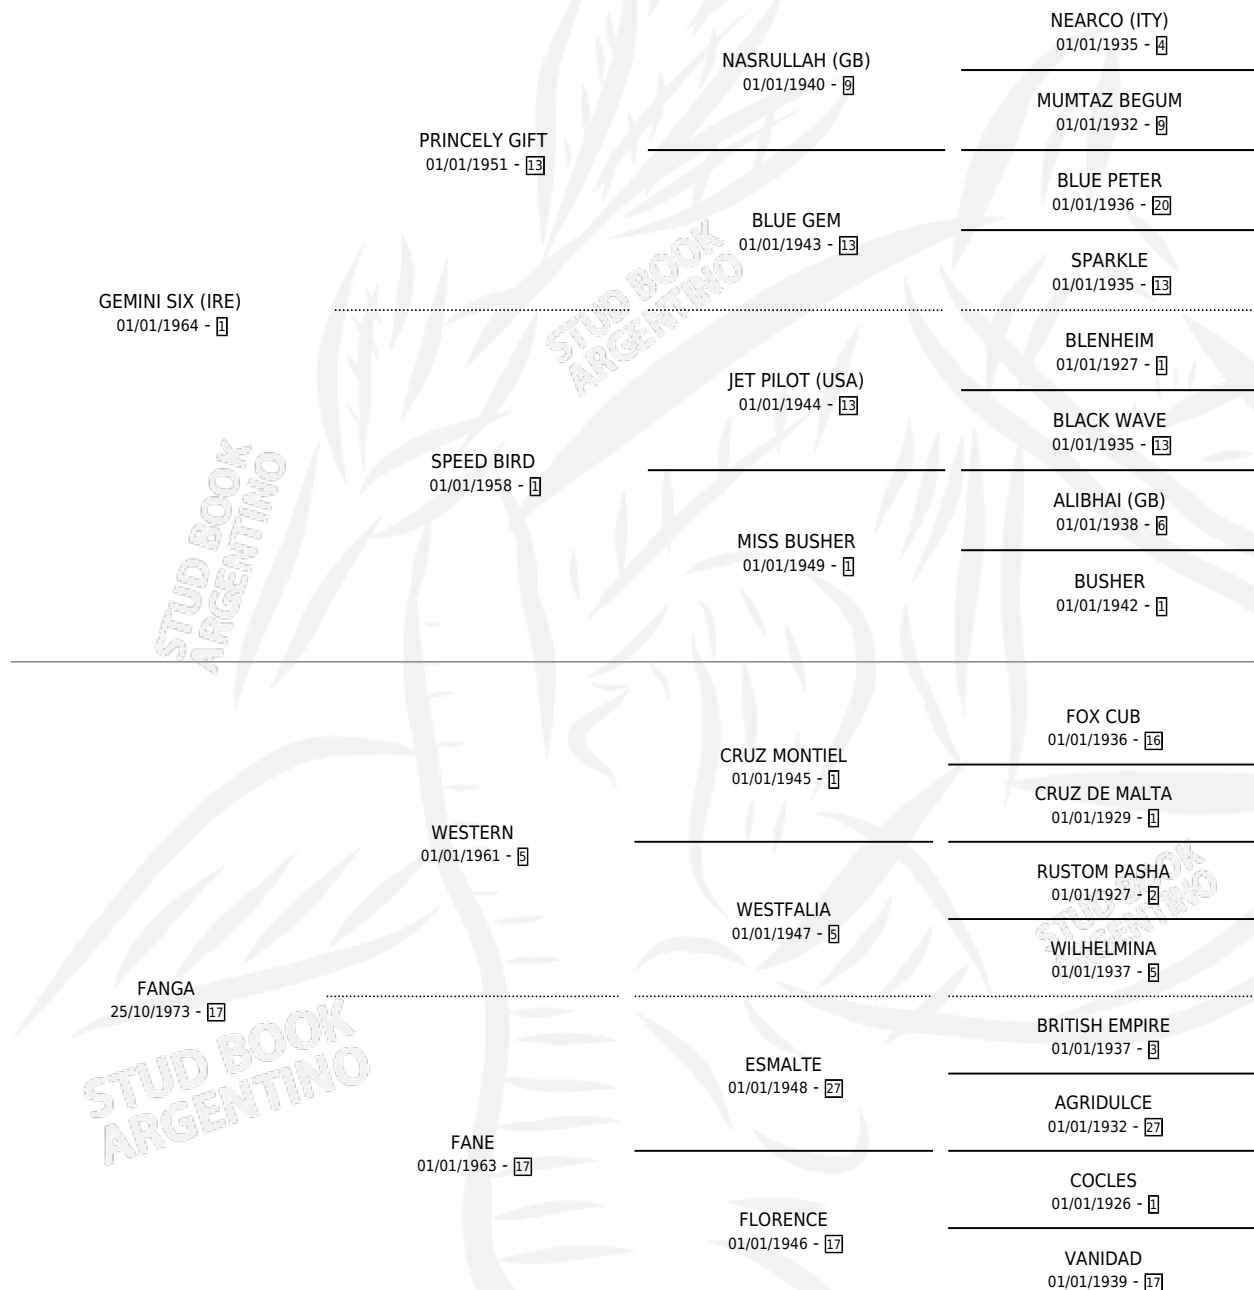 GEMINI SIX (IRE)
01/01/1964 - 1
PRINCELY GIFT
01/01/1951 - 13
SPEED BIRD
01/01/1958 - 1
NASRULLAH (GB)
01/01/1940 - 9
BLUE GEM
01/01/1943 - 13
JET PILOT (USA)
01/01/1944 - 13
MISS BUSHER
01/01/1949 - 1
NEARCO (ITY)
01/01/1935 - 4
MUMTAZ BEGUM
01/01/1932 - 9
BLUE PETER
01/01/1936 - 20
SPARKLE
01/01/1935 - 13
BLENHEIM
01/01/1927 - 1
BLACK WAVE
01/01/1935 - 13
ALIBHAI (GB)
01/01/1938 - 6
BUSHER
01/01/1942 - 1
FANGA
25/10/1973 - 17
WESTERN
01/01/1961 - 5
FANE
01/01/1963 - 17
CRUZ MONTIEL
01/01/1945 - 1
WESTFALIA
01/01/1947 - 5
ESMALTE
01/01/1948 - 27
FLORENCE
01/01/1946 - 17
FOX CUB
01/01/1936 - 16
CRUZ DE MALTA
01/01/1929 - 1
RUSTOM PASHA
01/01/1927 - 2
WILHELMINA
01/01/1937 - 5
BRITISH EMPIRE
01/01/1937 - 3
AGRIDULCE
01/01/1932 - 27
COCLES
01/01/1926 - 1
VANIDAD
01/01/1939 - 17
STUD BOOK
ARGENTINO
STUD BOOK
ARGENTINO
STUD BOOK
ARGENTINO
STUD BOOK
ARGENTINO